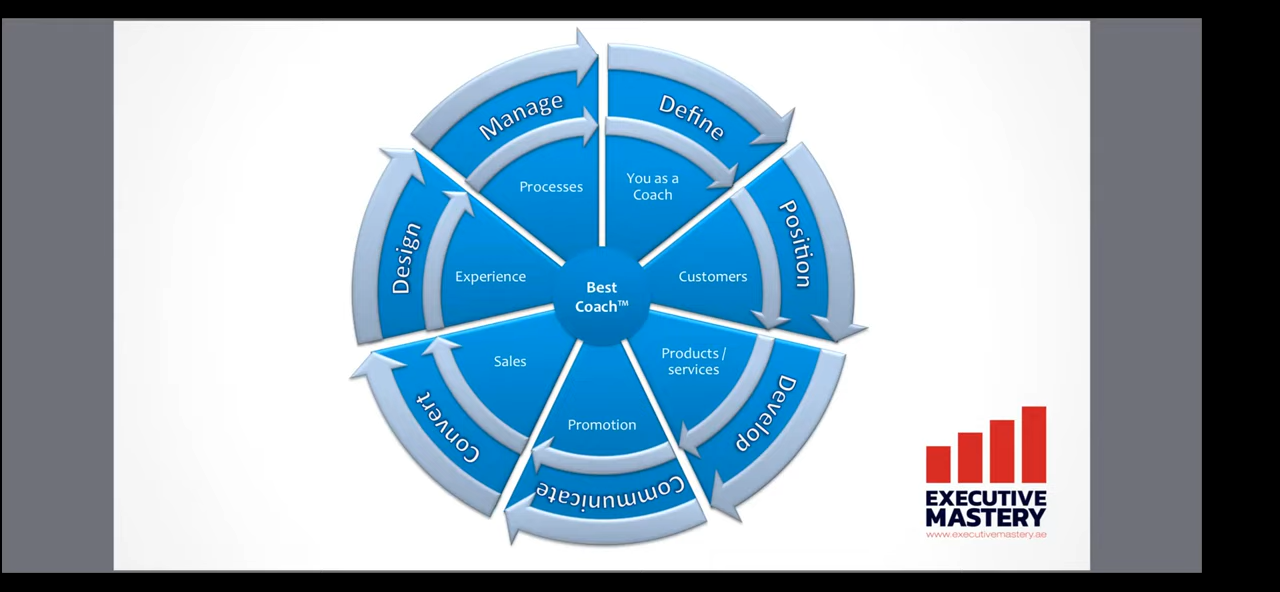 Manage
Define
Processes
You as a
Coach
Position
Design
Experience
Customers
Best
Coach™
Sales
Products /
services
Convert
Develop
Promotion
Communicate
EXECUTIVE
MASTERY
www.executivemastery.ae